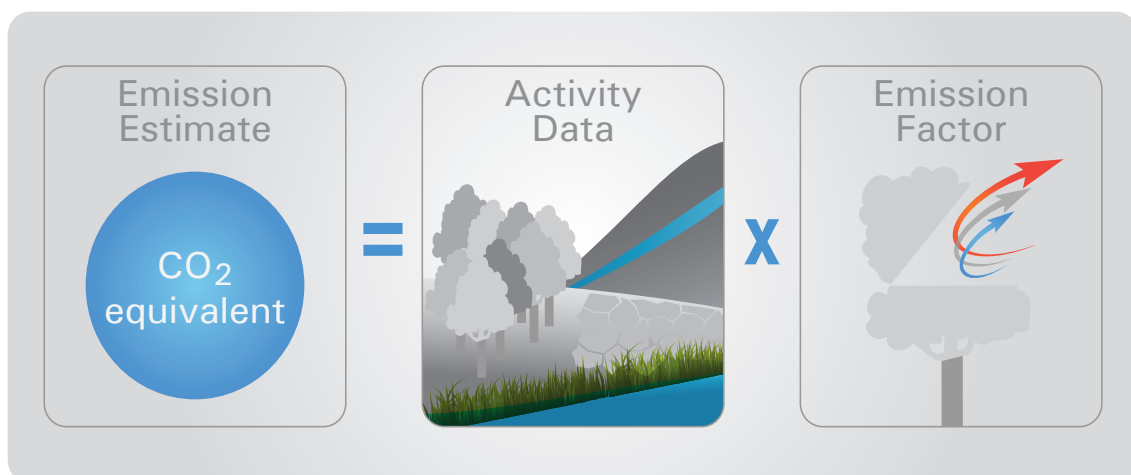 Emission
Estimate
CO₂
equivalent
=
Activity
Data
x
Emission
Factor